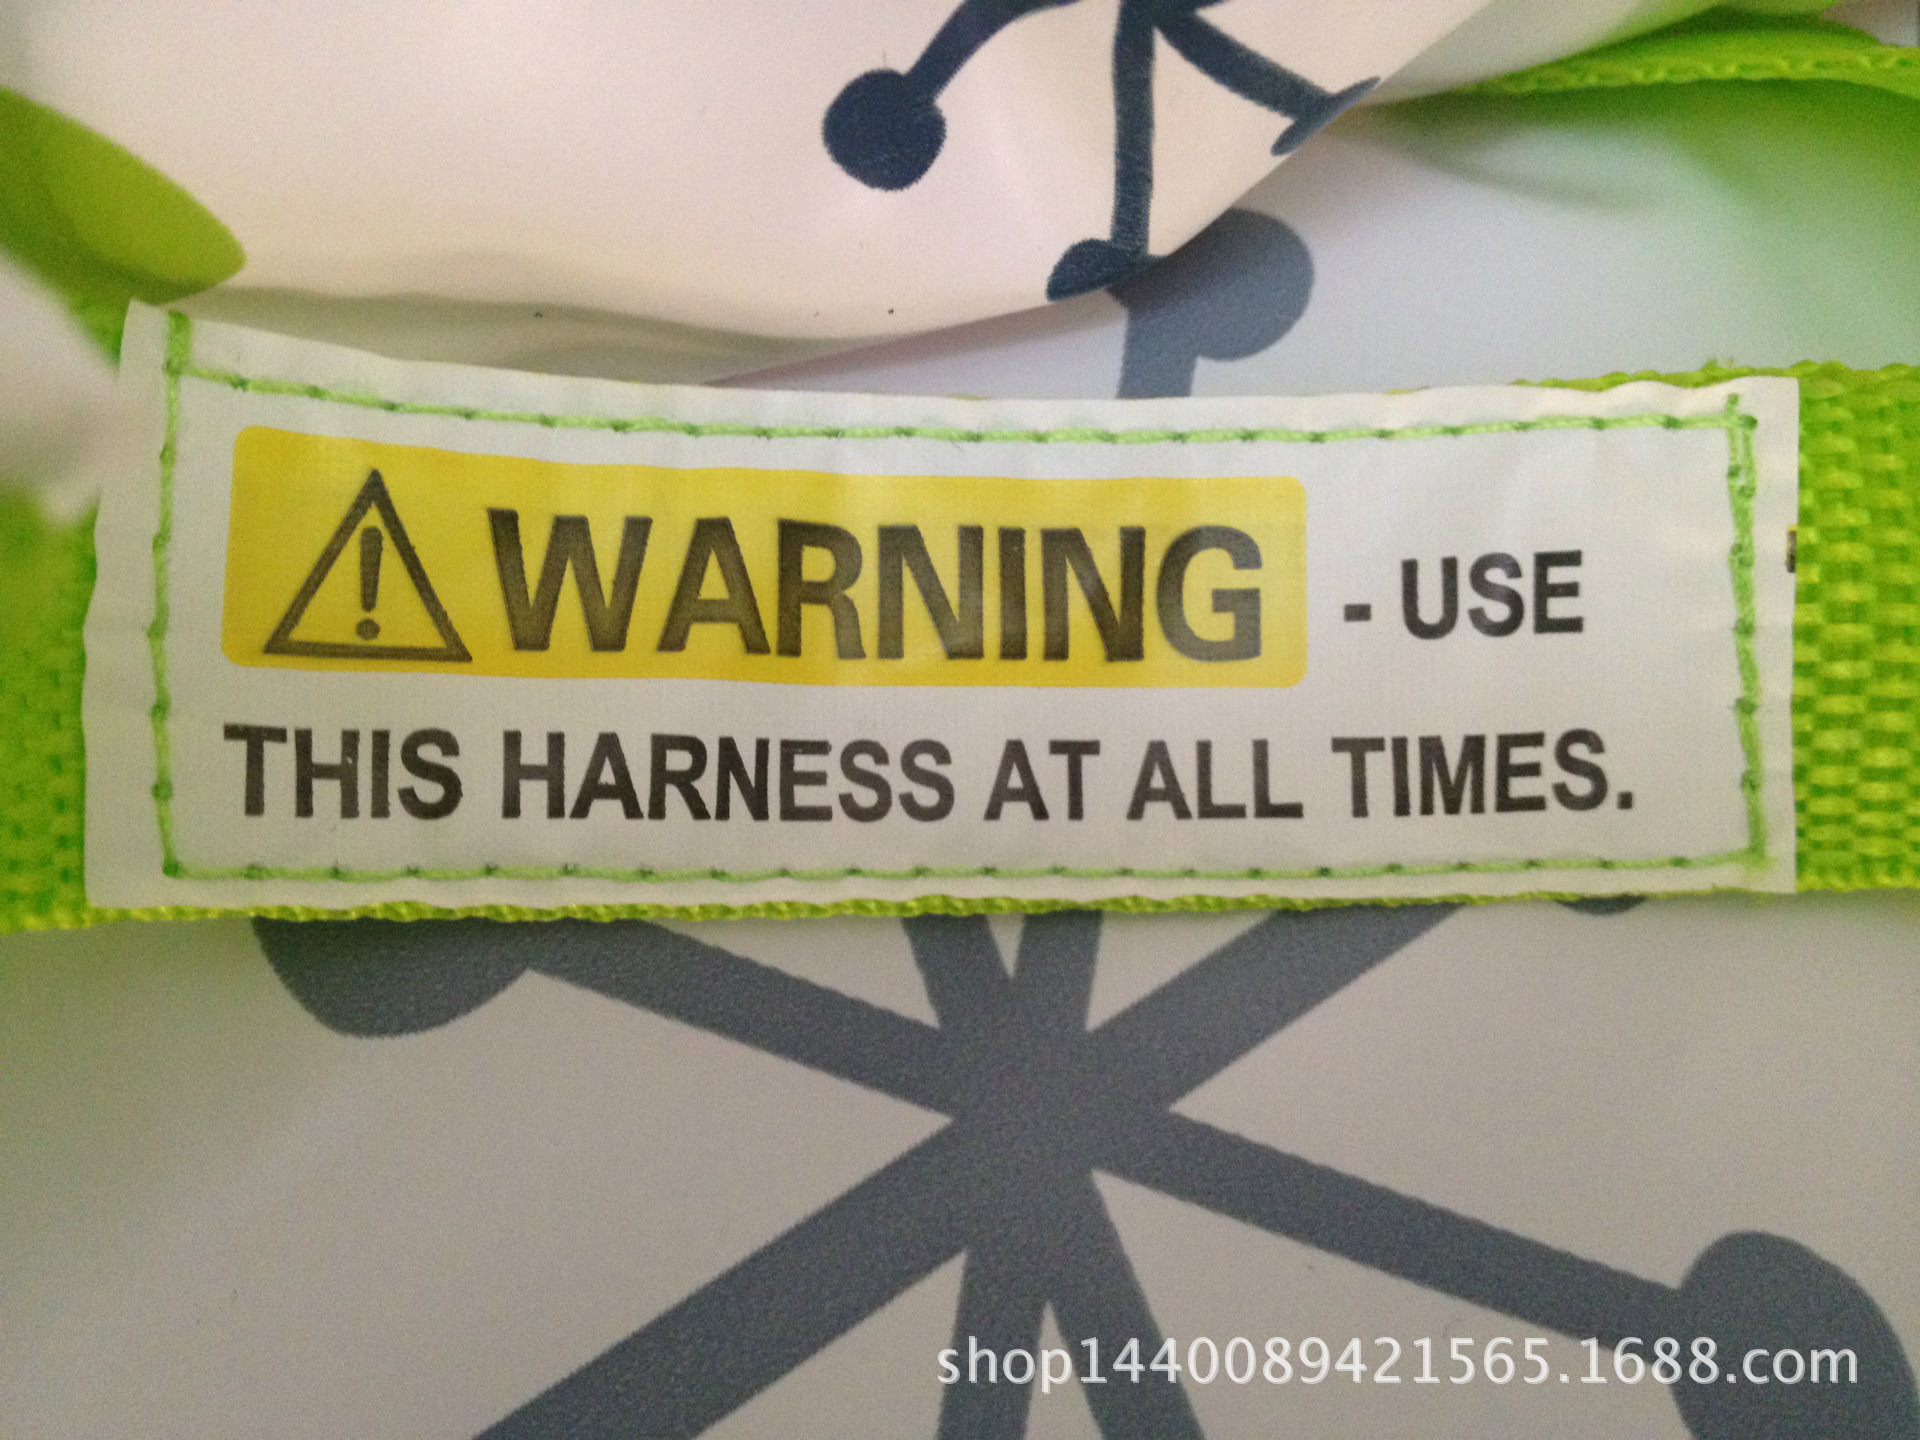 WARNING - USE
THIS HARNESS AT ALL TIMES.
shop1440089421565.1688.com